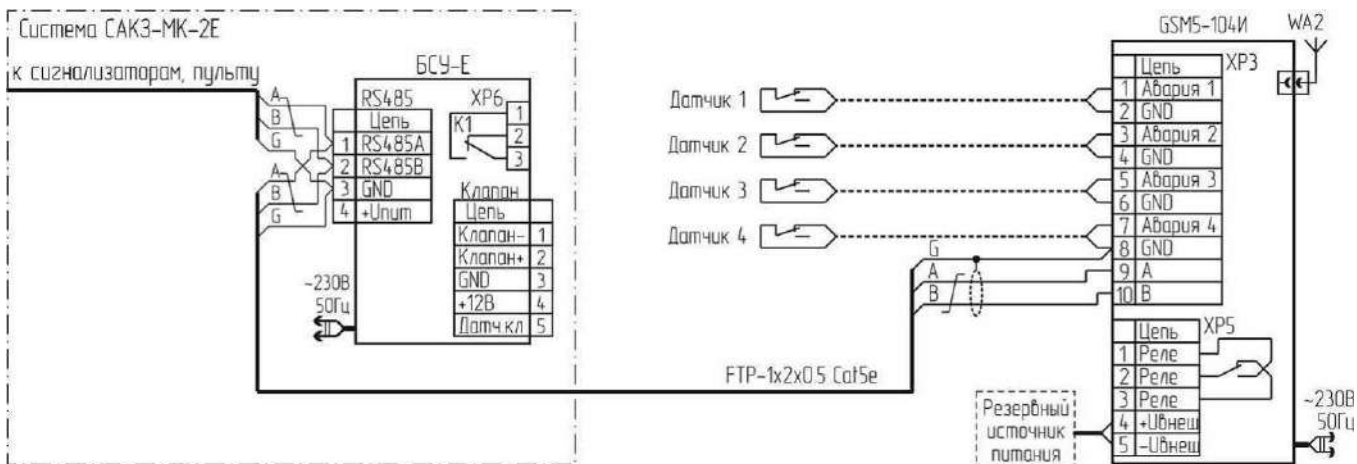 Система САКЗ-МК-2Е
к сигнализаторам, пульту
БСУ-Е
A
B
G
A
B
G
RS485
Цепь
1 RS485A
2 RS485B
3 GND
4 +Uпит
XP6
K1
1
2
3
Клапан
Цепь
Клапан- 1
Клапан+ 2
GND 3
+12В 4
Датч.кл 5
~230В
50Гц
Датчик 1
Датчик 2
Датчик 3
Датчик 4
G
A
B
FTP-1x2x0.5 Cat5e
GSM5-104И
WA2
XP3
Цепь
1 Авария 1
2 GND
3 Авария 2
4 GND
5 Авария 3
6 GND
7 Авария 4
8 GND
9 A
10 B
XP5
Цепь
1 Реле
2 Реле
3 Реле
4 +Uвнеш
5 -Uвнеш
Резервный
источник
питания
~230В
50Гц